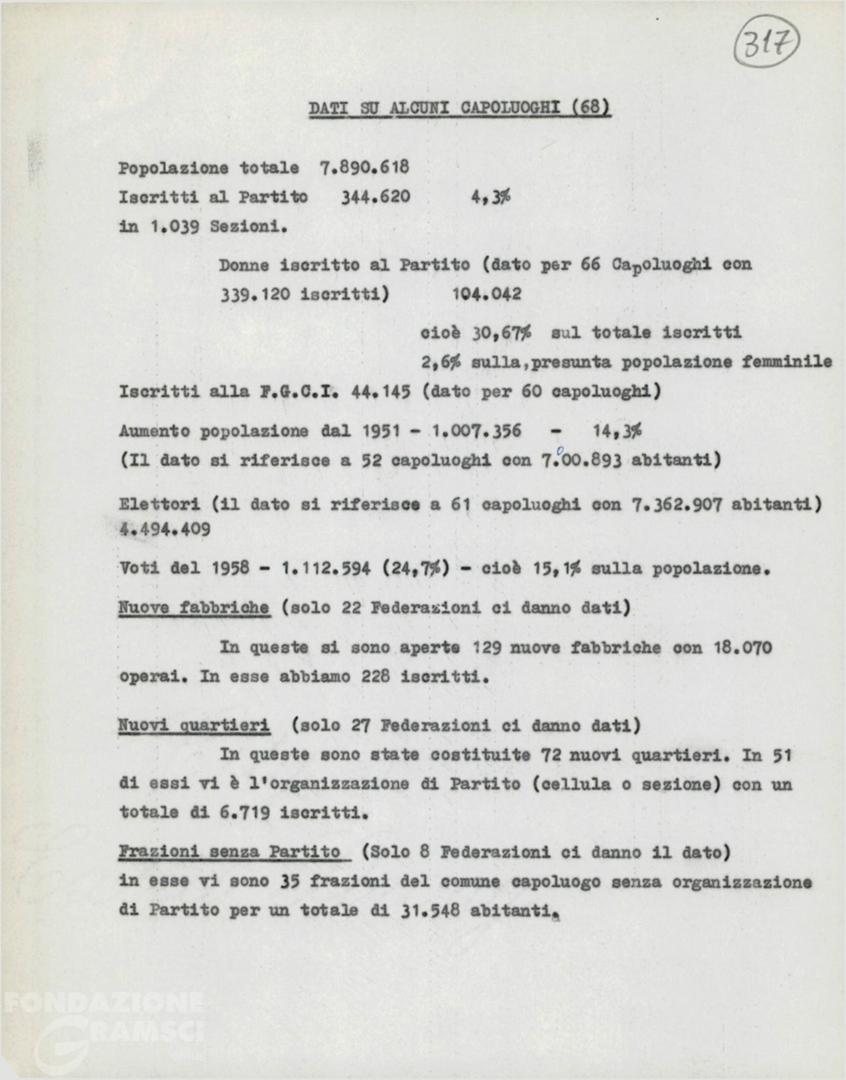 317
DATI SU ALCUNI CAPOLUOGHI (68)
Popolazione totale 7.890.618
Iscritti al Partito 344.620 4,3%
in 1.039 Sezioni.
Donne iscritto al Partito (dato per 66 Capoluoghi con
339.120 iscritti) 104.042
cioè 30,67% sul totale iscritti
2,6% sulla,presunta popolazione femminile
Iscritti alla F.G.C.I. 44.145 (dato per 60 capoluoghi)
Aumento popolazione dal 1951 - 1.007.356 - 14,3%
(Il dato si riferisce a 52 capoluoghi con 7.000.893 abitanti)
Elettori (il dato si riferisce a 61 capoluoghi con 7.362.907 abitanti)
4.494.409
Voti del 1958 - 1.112.594 (24,7%) - cioè 15,1% sulla popolazione.
Nuove fabbriche (solo 22 Federazioni ci danno dati)
In queste si sono aperte 129 nuove fabbriche con 18.070
operai. In esse abbiamo 228 iscritti.
Nuovi quartieri (solo 27 Federazioni ci danno dati)
In queste sono state costituite 72 nuovi quartieri. In 51
di essi vi è l'organizzazione di Partito (cellula o sezione) con un
totale di 6.719 iscritti.
Frazioni senza Partito (Solo 8 Federazioni ci danno il dato)
in esse vi sono 35 frazioni del comune capoluogo senza organizzazione
di Partito per un totale di 31.548 abitanti.
FONDAZIONE
GRAMSCI